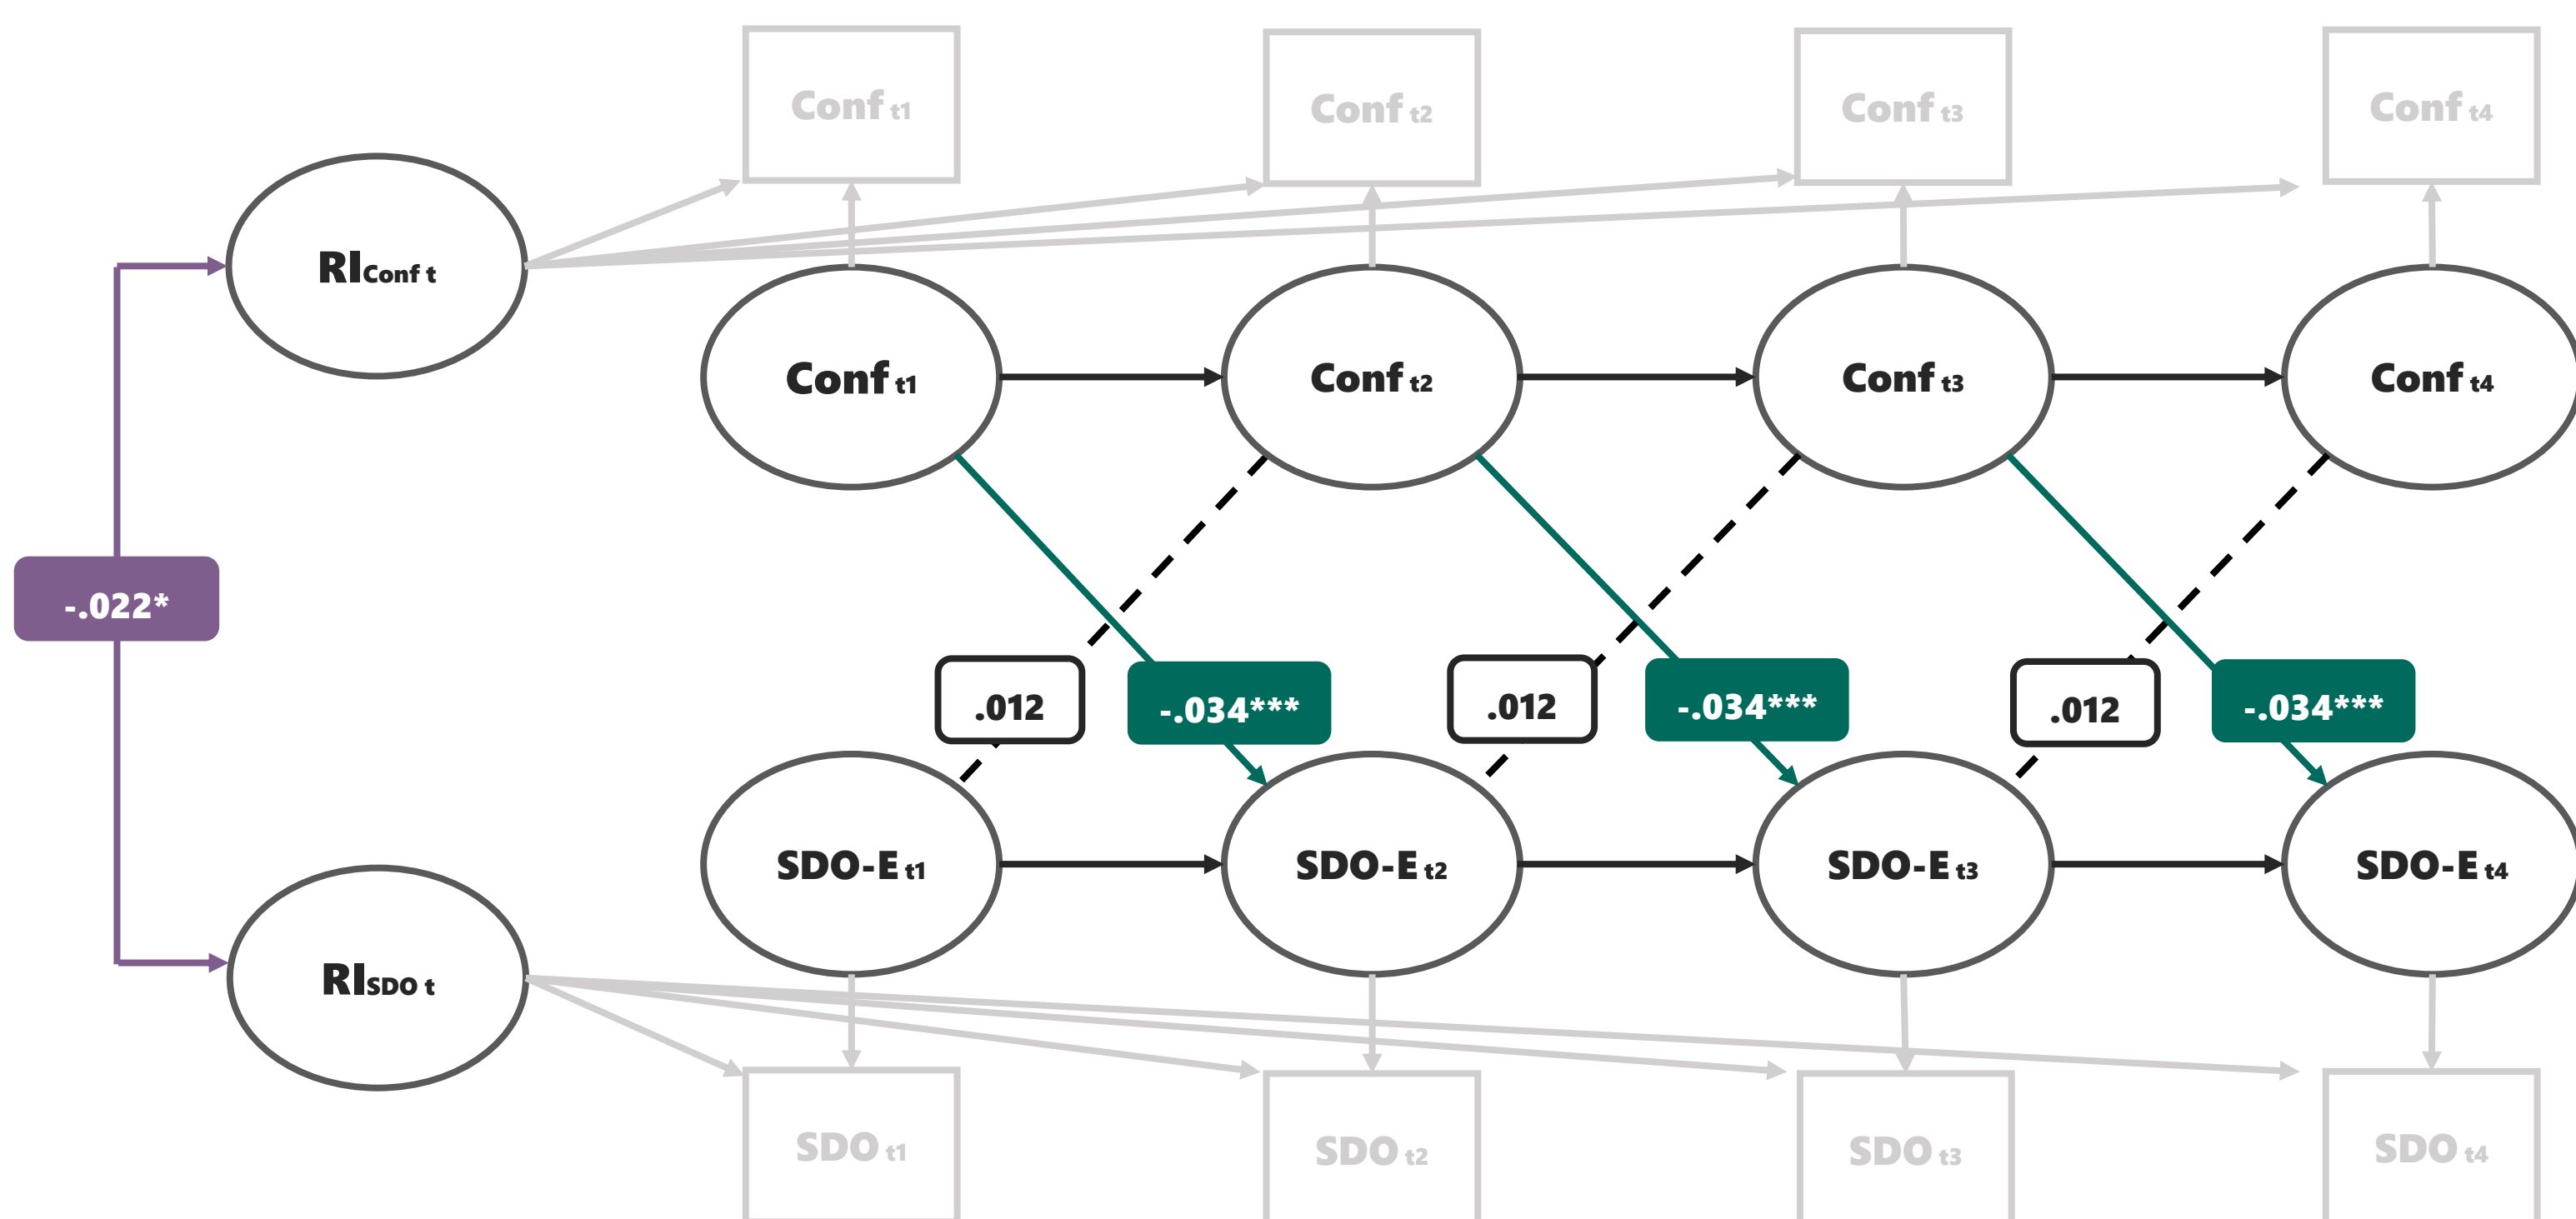 Conf t1 Conf t2 Conf t3 Conf t4
RIConf t
Conf t1 Conf t2 Conf t3 Conf t4
-.022*
.012 -.034*** .012 -.034*** .012 -.034***
SDO-E t1 SDO-E t2 SDO-E t3 SDO-E t4
RISDO t
SDO t1 SDO t2 SDO t3 SDO t4